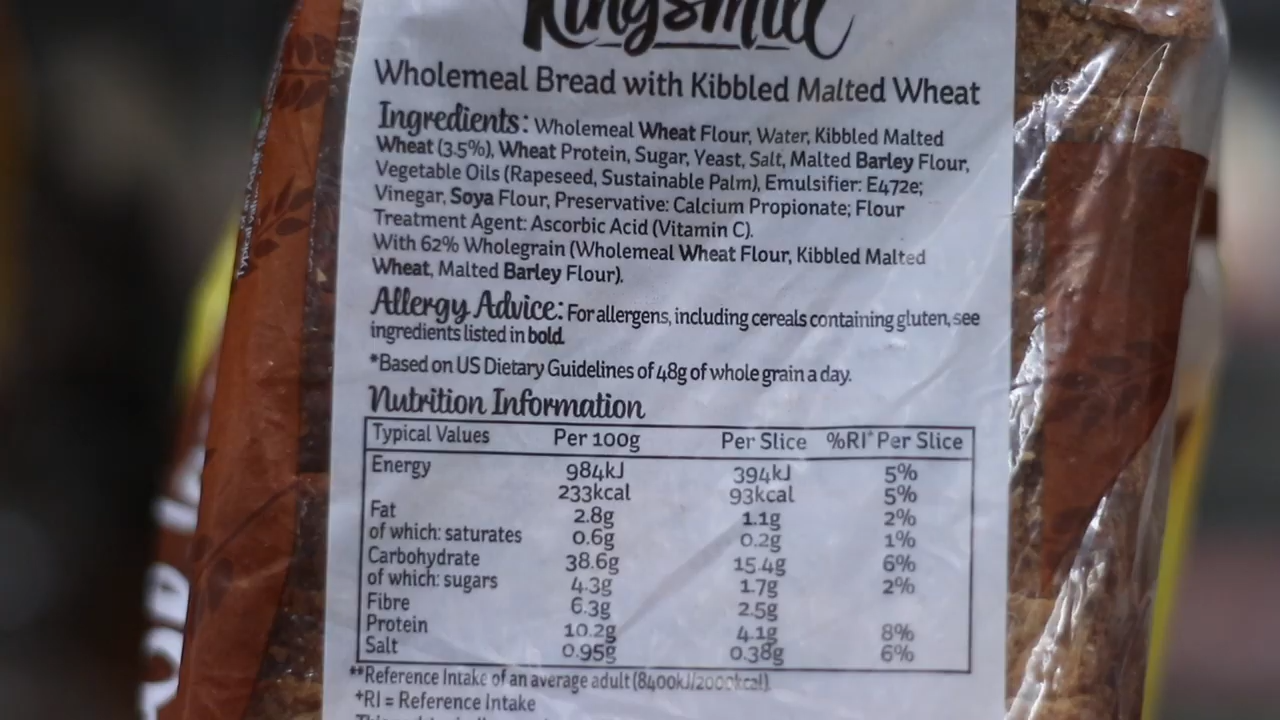 Kingsmill
Wholemeal Bread with Kibbled Malted Wheat
Ingredients: Wholemeal Wheat Flour, Water, Kibbled Malted
Wheat (3.5%), Wheat Protein, Sugar, Yeast, Salt, Malted Barley Flour,
Vegetable Oils (Rapeseed, Sustainable Palm), Emulsifier: E472e;
Vinegar, Soya Flour, Preservative: Calcium Propionate; Flour
Treatment Agent: Ascorbic Acid (Vitamin C).
With 62% Wholegrain (Wholemeal Wheat Flour, Kibbled Malted
Wheat, Malted Barley Flour).
Allergy Advice: For allergens, including cereals containing gluten, see
ingredients listed in bold.
*Based on US Dietary Guidelines of 48g of whole grain a day.
Nutrition Information
Typical Values Per 100g Per Slice %RI+ Per Slice
Energy 984kJ 394kJ 5%
233kcal 93kcal 5%
Fat 2.8g 1.1g 2%
of which: saturates 0.6g 0.2g 1%
Carbohydrate 38.6g 15.4g 6%
of which: sugars 4.3g 1.7g 2%
Fibre 6.3g 2.5g
Protein 10.2g 4.1g 8%
Salt 0.95g 0.38g 6%
**Reference Intake of an average adult (8400kJ/2000kcal).
+RI = Reference Intake